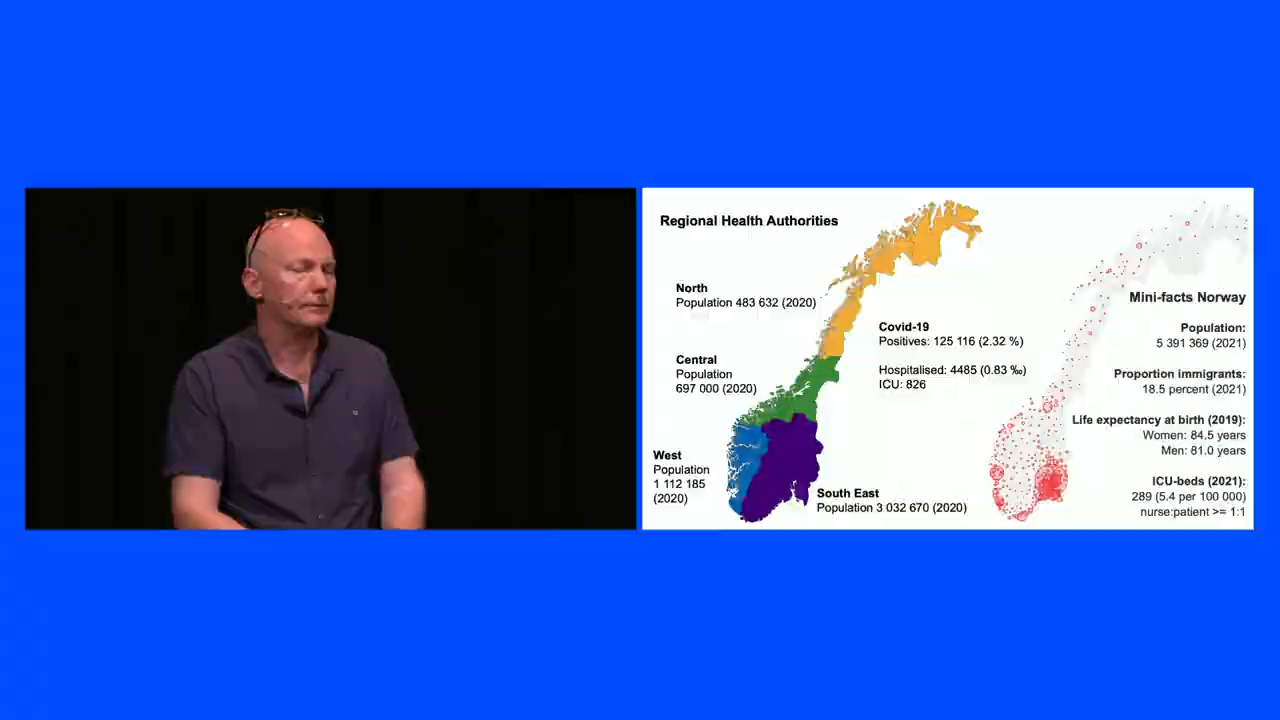 Regional Health Authorities
North
Population 483 632 (2020)
Central
Population
697 000 (2020)
West
Population
1 112 185
(2020)
South East
Population 3 032 670 (2020)
Covid-19
Positives: 125 116 (2.32 %)
Hospitalised: 4485 (0.83 ‰)
ICU: 826
Mini-facts Norway
Population:
5 391 369 (2021)
Proportion immigrants:
18.5 percent (2021)
Life expectancy at birth (2019):
Women: 84.5 years
Men: 81.0 years
ICU-beds (2021):
289 (5.4 per 100 000)
nurse:patient >= 1:1